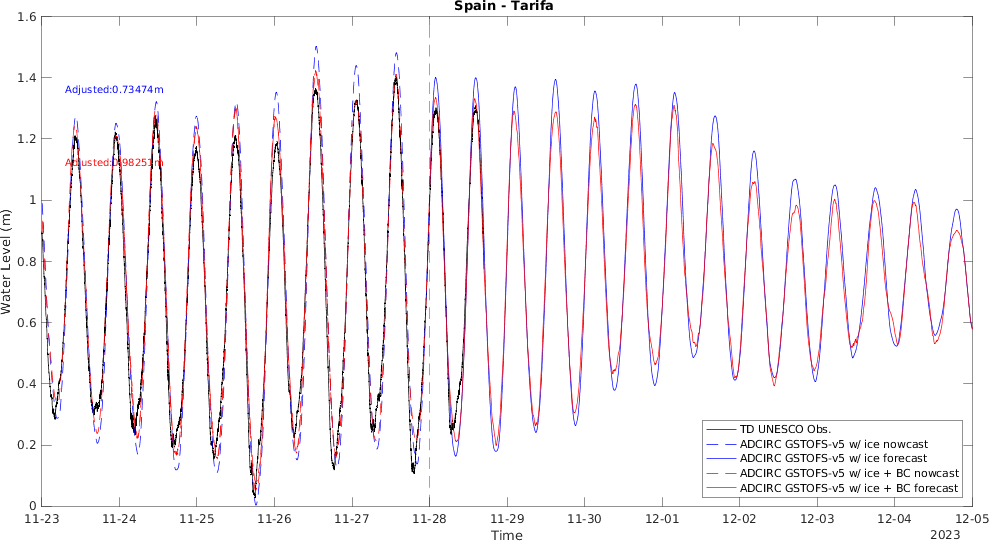 Spain - Tarifa
1.6
1.4
1.2
1
0.8
0.6
0.4
0.2
0
Water Level (m)
Adjusted:0.73474m
Adjusted:0.98251m
TD UNESCO Obs.
ADCIRC GSTOFS-v5 w/ ice nowcast
ADCIRC GSTOFS-v5 w/ ice forecast
ADCIRC GSTOFS-v5 w/ ice + BC nowcast
ADCIRC GSTOFS-v5 w/ ice + BC forecast
11-23 11-24 11-25 11-26 11-27 11-28 11-29 11-30 12-01 12-02 12-03 12-04 12-05
Time
2023